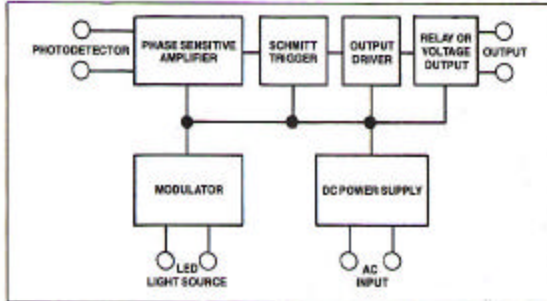 PHOTODETECTOR
PHASE SENSITIVE
AMPLIFIER
SCHMITT
TRIGGER
OUTPUT
DRIVER
RELAY OR
VOLTAGE
OUTPUT
OUTPUT
MODULATOR
DC POWER SUPPLY
LED
LIGHT SOURCE
AC
INPUT